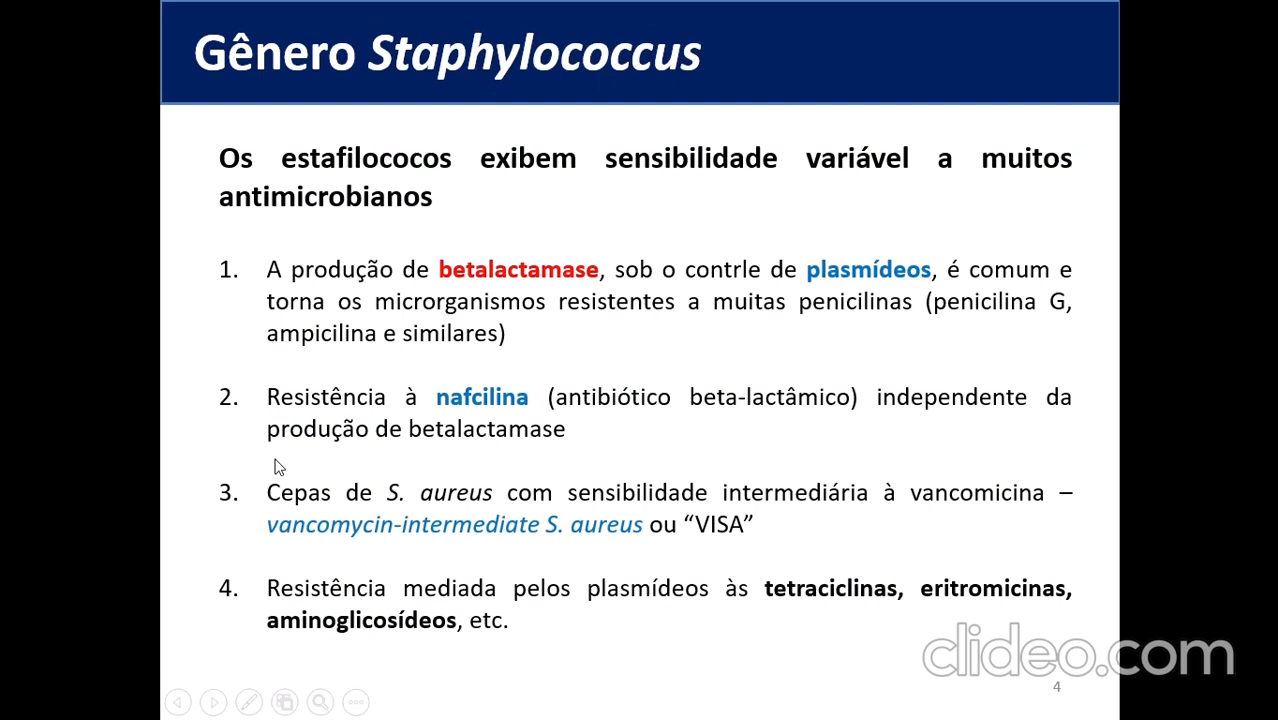 Gênero Staphylococcus
Os estafilococos exibem sensibilidade variável a muitos
antimicrobianos
1. A produção de betalactamase, sob o contrle de plasmídeos, é comum e
torna os microrganismos resistentes a muitas penicilinas (penicilina G,
ampicilina e similares)
2. Resistência à nafcilina (antibiótico beta-lactâmico) independente da
produção de betalactamase
3. Cepas de S. aureus com sensibilidade intermediária à vancomicina –
vancomycin-intermediate S. aureus ou “VISA”
4. Resistência mediada pelos plasmídeos às tetraciclinas, eritromicinas,
aminoglicosídeos, etc.
clideo.com
4